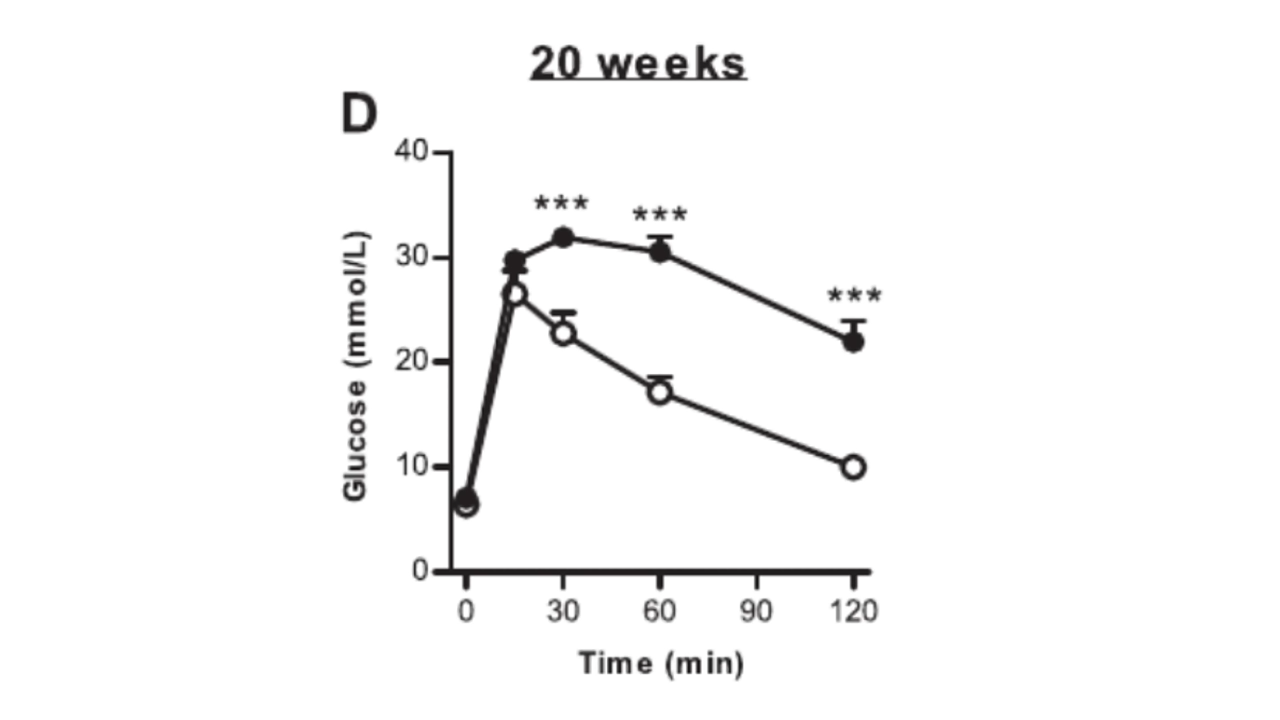 20 weeks
D
40
***
***
30
***
20
10
0
0 30 60 90 120
Glucose (mmol/L)
Time (min)